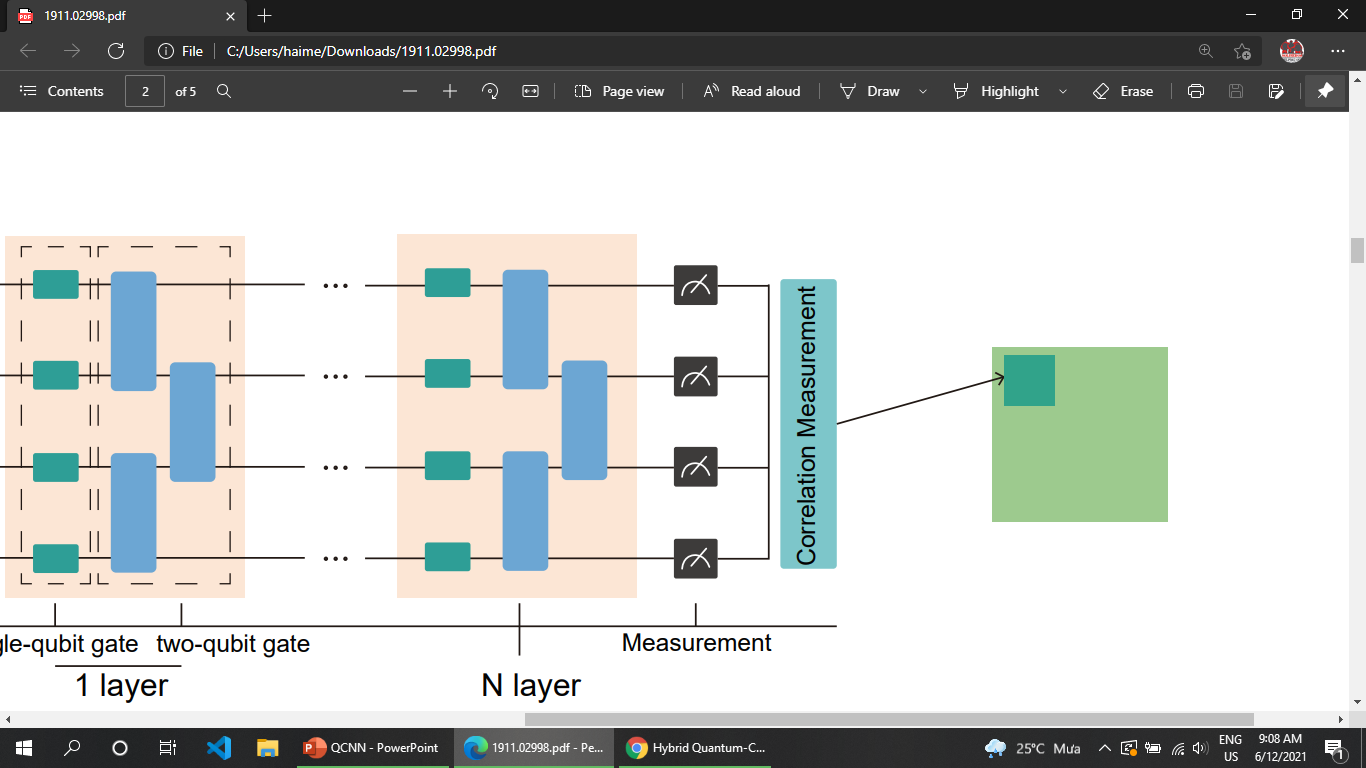 1911.02998.pdf
File C:/Users/haime/Downloads/1911.02998.pdf
Contents 2 of 5 Page view Read aloud Draw Highlight Erase
Correlation Measurement
gle-qubit gate two-qubit gate Measurement
1 layer N layer
QCNN - PowerPoint 1911.02998.pdf - Pe... Hybrid Quantum-C... 25°C Mưa ENG 9:08 AM
US 6/12/2021 1